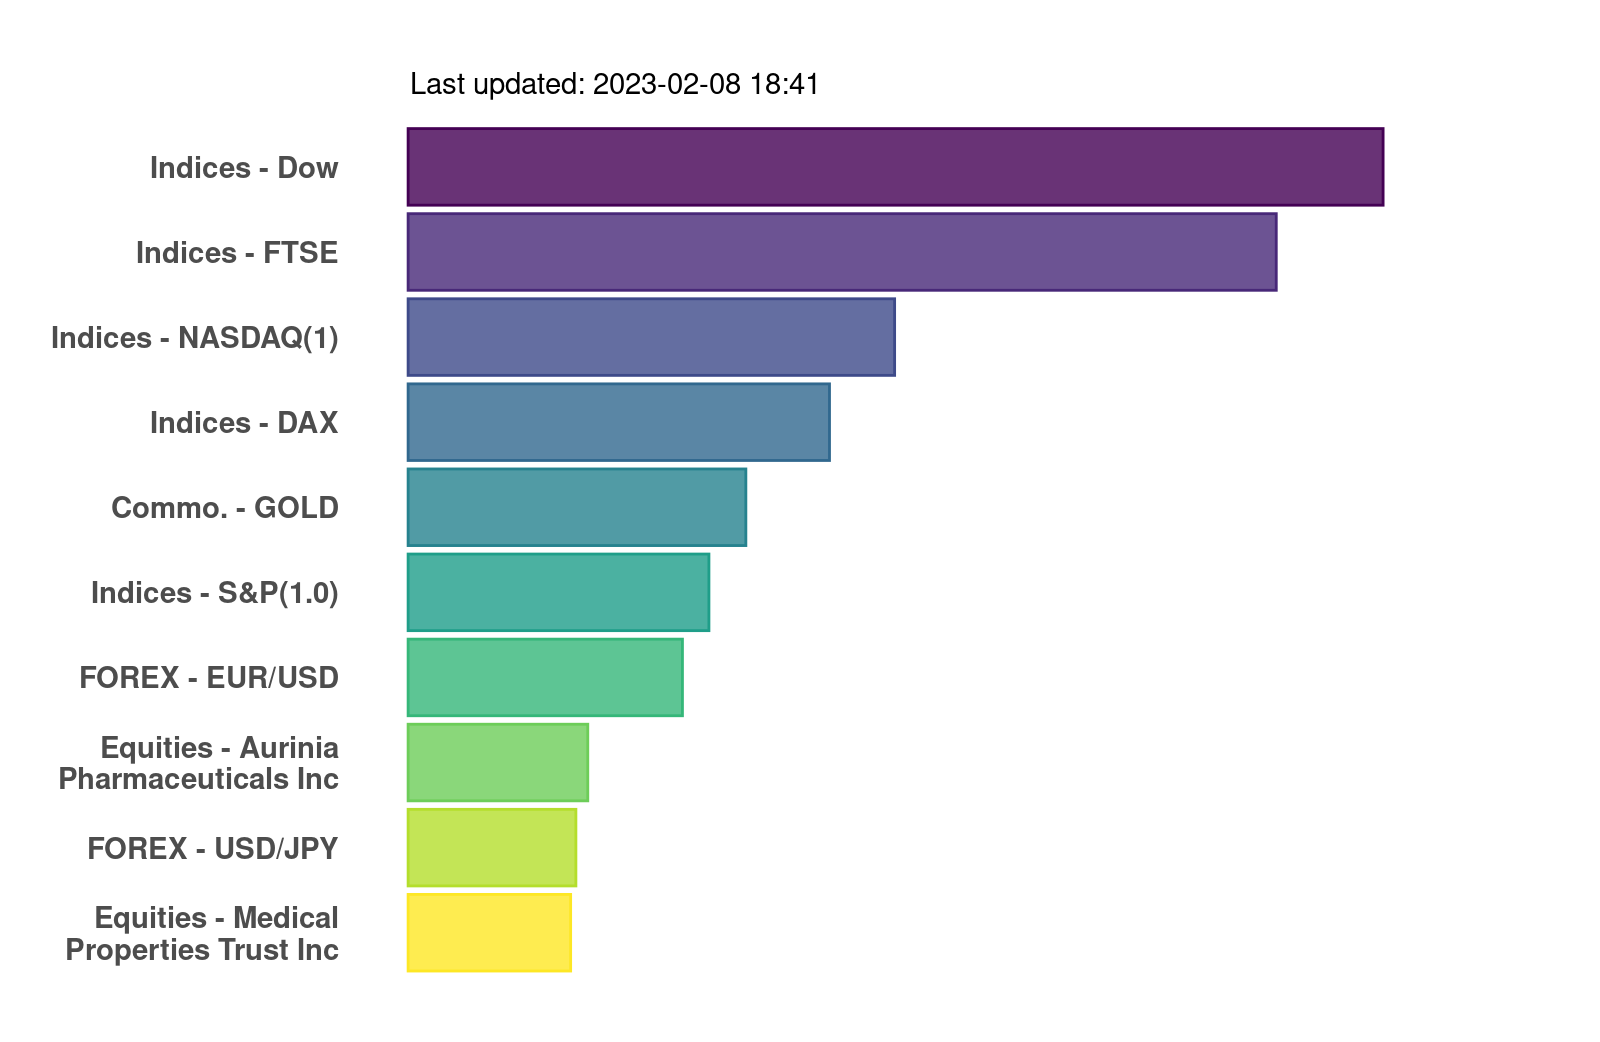 Last updated: 2023-02-08 18:41
Indices - Dow
Indices - FTSE
Indices - NASDAQ(1)
Indices - DAX
Commo. - GOLD
Indices - S&P(1.0)
FOREX - EUR/USD
Equities - Aurinia
Pharmaceuticals Inc
FOREX - USD/JPY
Equities - Medical
Properties Trust Inc